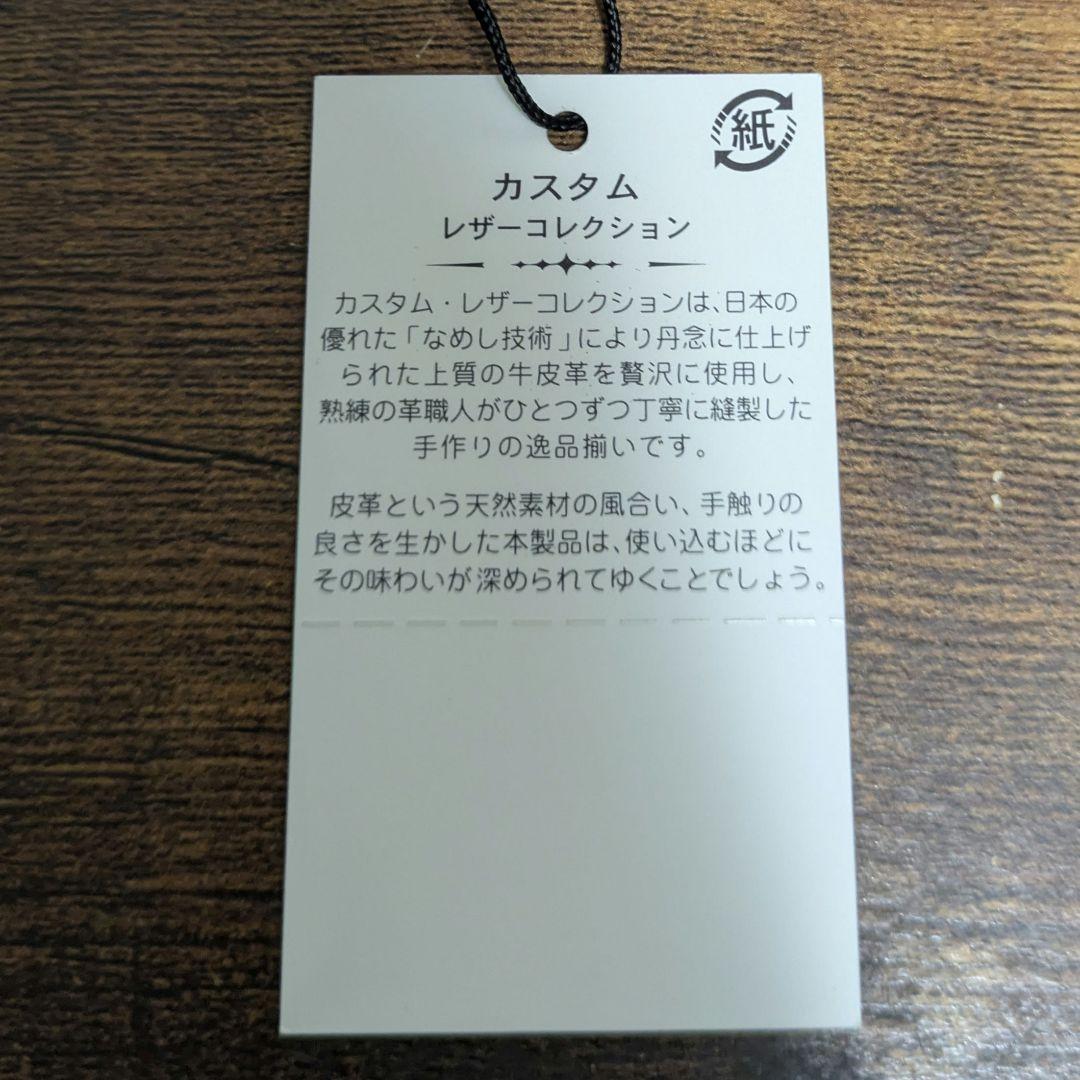 紙
カスタム
レザーコレクション
カスタム・レザーコレクションは、日本の
優れた「なめし技術」により丹念に仕上げ
られた上質の牛皮革を贅沢に使用し、
熟練の革職人がひとつずつ丁寧に縫製した
手作りの逸品揃いです。
皮革という天然素材の風合い、手触りの
良さを生かした本製品は、使い込むほどに
その味わいが深められてゆくことでしょう。